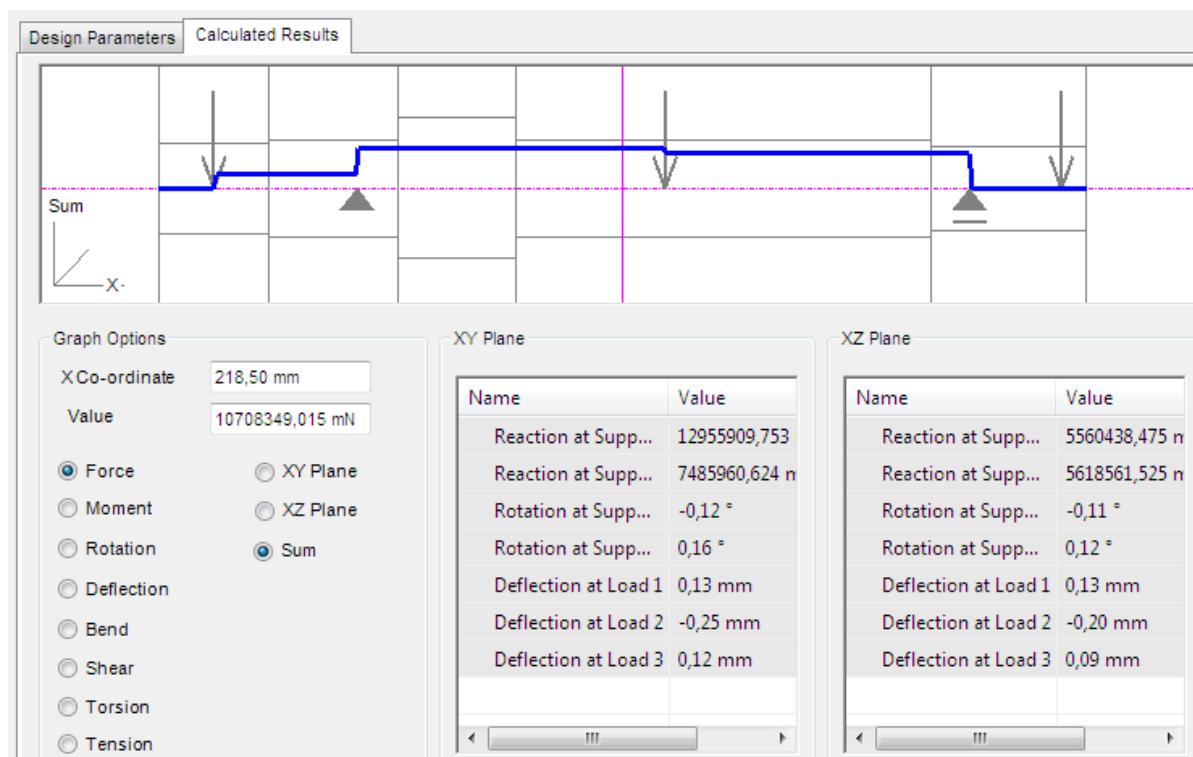 Design Parameters Calculated Results
Sum
X-
Graph Options
X Co-ordinate 218,50 mm
Value 10708349,015 mN
Force XY Plane
Moment XZ Plane
Rotation Sum
Deflection
Bend
Shear
Torsion
Tension
XY Plane
Name Value
Reaction at Supp... 12955909,753
Reaction at Supp... 7485960,624 m
Rotation at Supp... -0,12 °
Rotation at Supp... 0,16 °
Deflection at Load 1 0,13 mm
Deflection at Load 2 -0,25 mm
Deflection at Load 3 0,12 mm
XZ Plane
Name Value
Reaction at Supp... 5560438,475 m
Reaction at Supp... 5618561,525 m
Rotation at Supp... -0,11 °
Rotation at Supp... 0,12 °
Deflection at Load 1 0,13 mm
Deflection at Load 2 -0,20 mm
Deflection at Load 3 0,09 mm